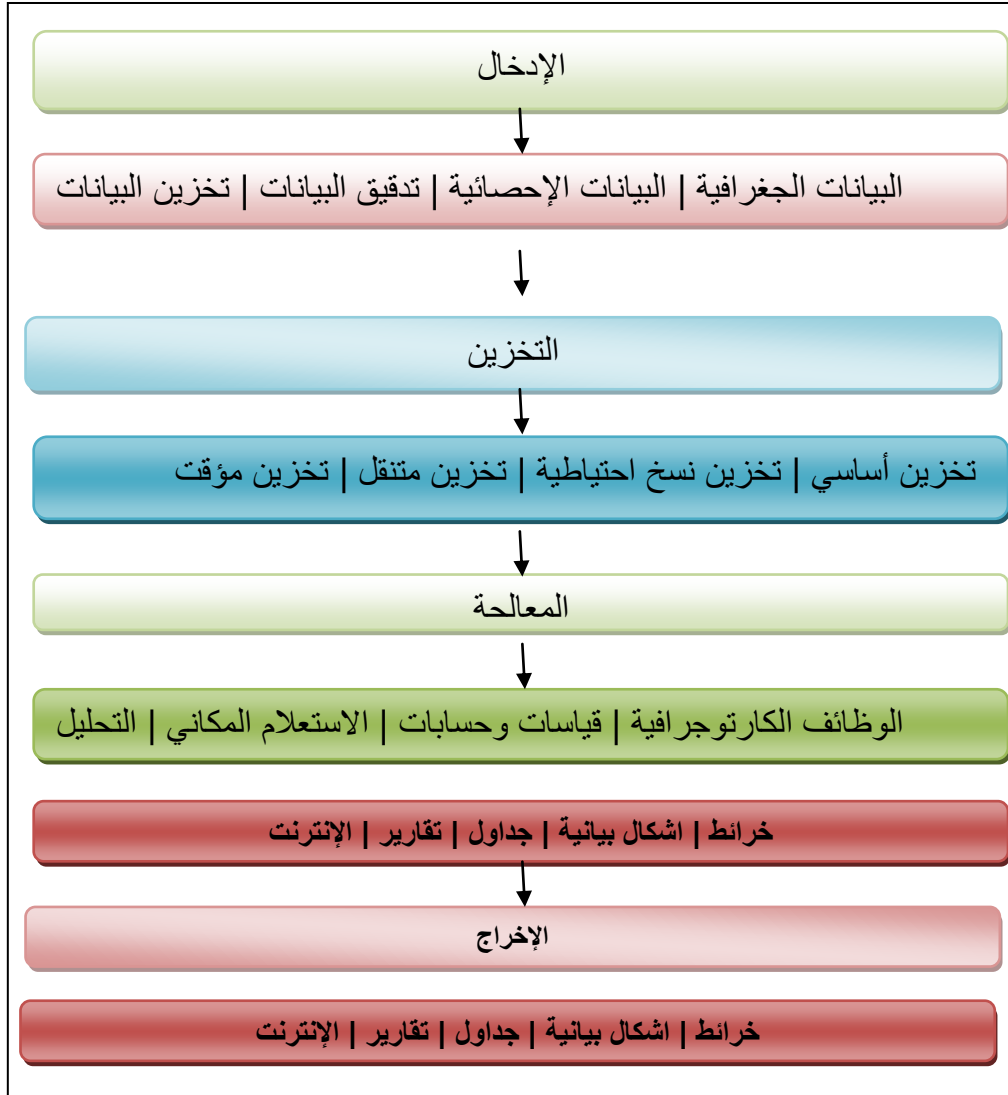 الإدخال
البيانات الجغرافية | البيانات الإحصائية | تدقيق البيانات | تخزين البيانات
التخزين
تخزين أساسي | تخزين نسخ احتياطية | تخزين متنقل | تخزين مؤقت
المعالحة
الوظائف الكارتوجرافية | قياسات وحسابات | الاستعلام المكاني | التحليل
خرائط | اشكال بيانية | جداول | تقارير | الإنترنت
الإخراج
خرائط | اشكال بيانية | جداول | تقارير | الإنترنت